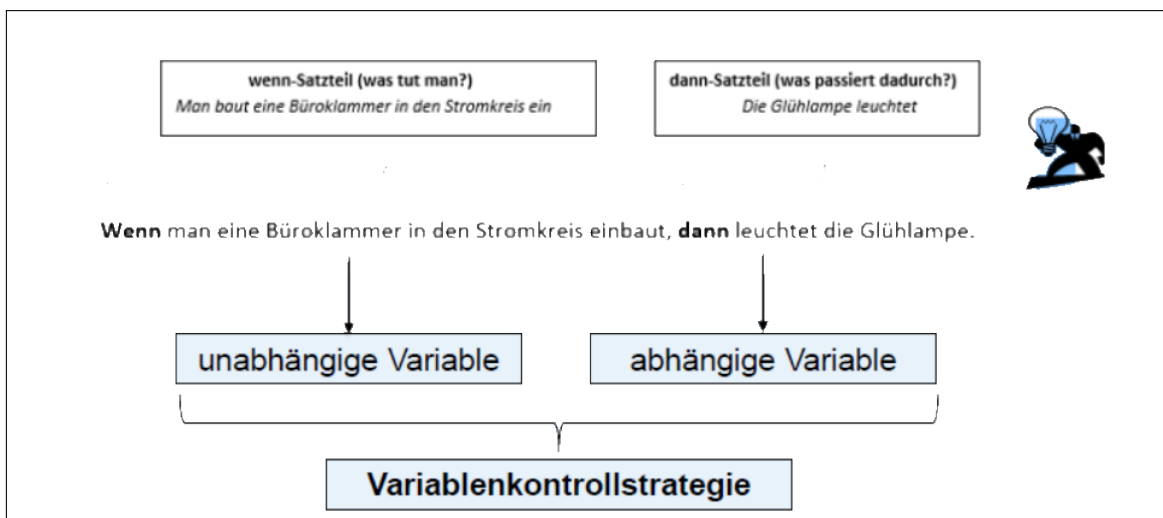 wenn-Satzteil (was tut man?)
Man baut eine Büroklammer in den Stromkreis ein
dann-Satzteil (was passiert dadurch?)
Die Glühlampe leuchtet
Wenn man eine Büroklammer in den Stromkreis einbaut, dann leuchtet die Glühlampe.
unabhängige Variable
abhängige Variable
Variablenkontrollstrategie